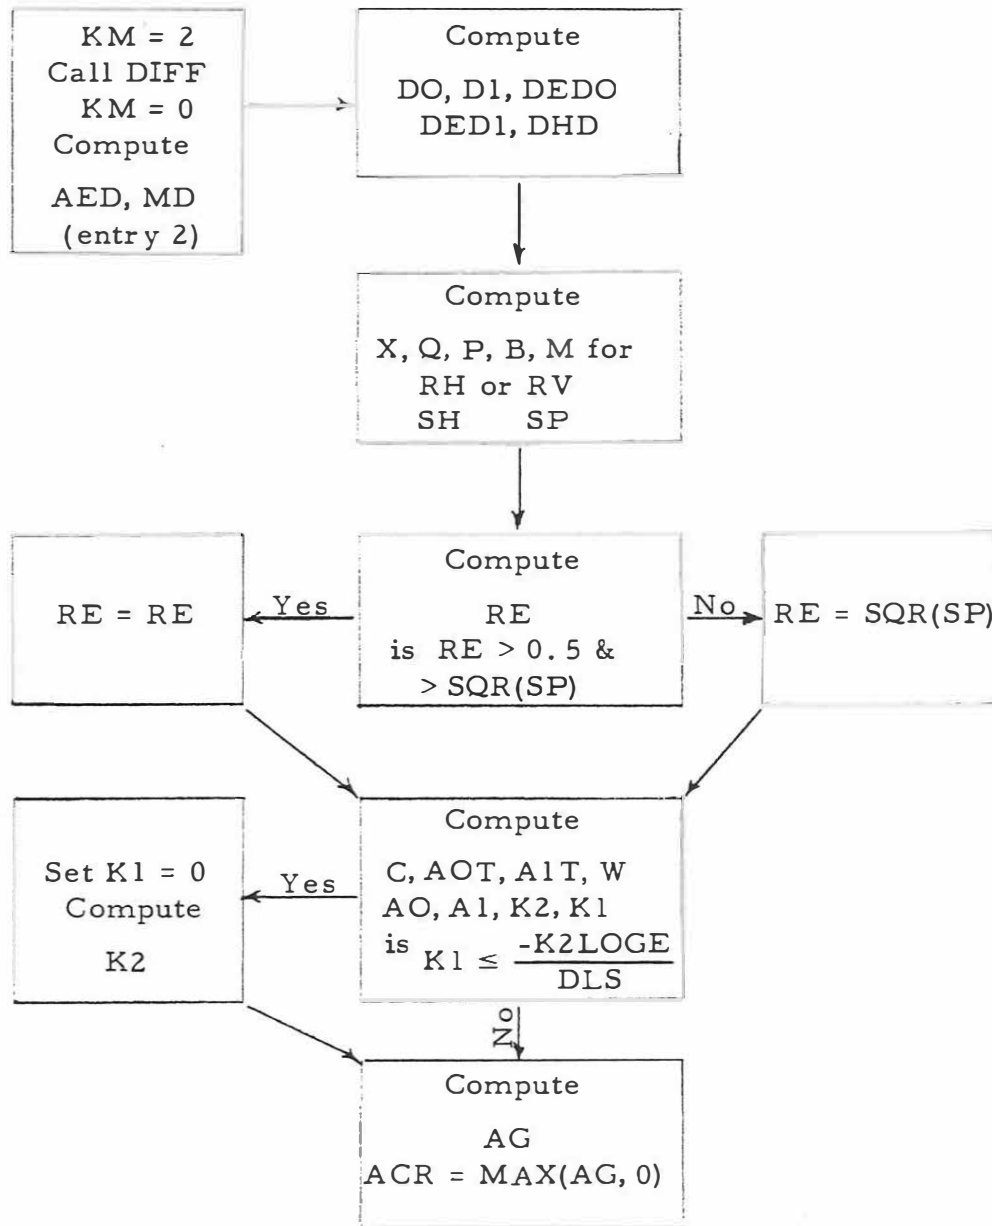 KM = 2
Call DIFF
KM = 0
Compute
AED, MD
(entry 2)
Compute
DO, D1, DEDO
DED1, DHD
Compute
X, Q, P, B, M for
RH or RV
SH SP
RE = RE
Yes
Compute
RE
is RE > 0.5 &
> SQR(SP)
No
RE = SQR(SP)
Set K1 = 0
Compute
K2
Yes
Compute
C, AOT, A1T, W
AO, A1, K2, K1
is K1 ≤ -K2LOGE
DLS
No
Compute
AG
ACR = MAX(AG, 0)